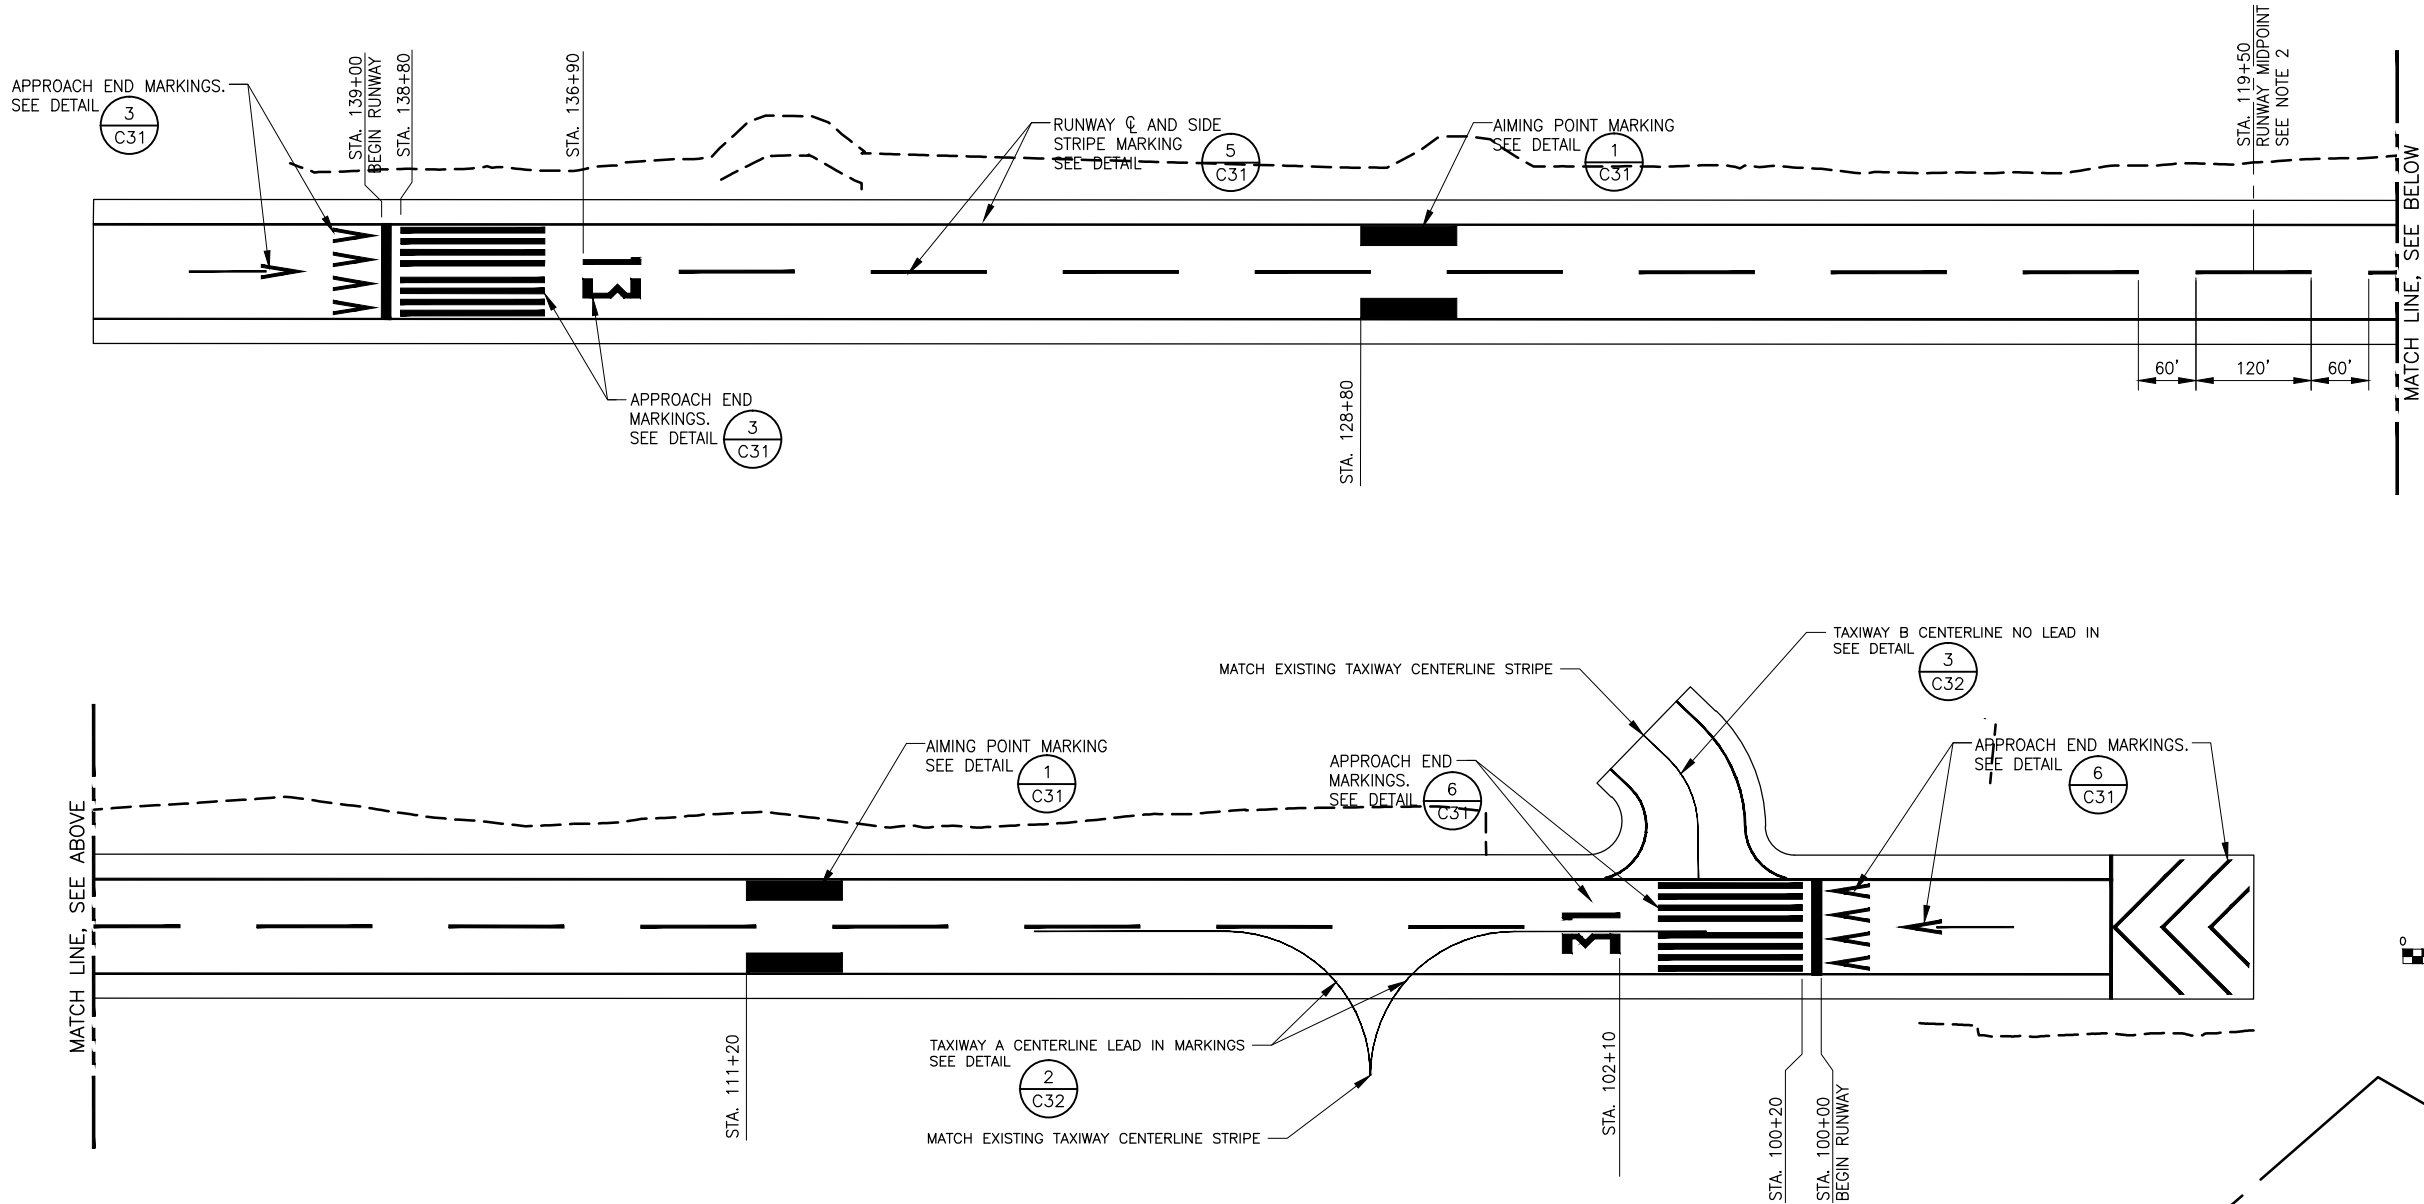 APPROACH END MARKINGS.
SEE DETAIL
3
C31
STA. 139+00
BEGIN RUNWAY
STA. 138+80
STA. 136+90
RUNWAY ℄ AND SIDE
STRIPE MARKING
SEE DETAIL
5
C31
AIMING POINT MARKING
SEE DETAIL
1
C31
STA. 119+50
RUNWAY MIDPOINT
SEE NOTE 2
MATCH LINE, SEE BELOW
13
60'
120'
60'
APPROACH END
MARKINGS.
SEE DETAIL
3
C31
STA. 128+80
TAXIWAY B CENTERLINE NO LEAD IN
SEE DETAIL
3
C32
MATCH EXISTING TAXIWAY CENTERLINE STRIPE
MATCH LINE, SEE ABOVE
AIMING POINT MARKING
SEE DETAIL
1
C31
APPROACH END
MARKINGS.
SEE DETAIL
6
C31
APPROACH END MARKINGS.
SEE DETAIL
6
C31
31
0
STA. 111+20
TAXIWAY A CENTERLINE LEAD IN MARKINGS
SEE DETAIL
2
C32
MATCH EXISTING TAXIWAY CENTERLINE STRIPE
STA. 102+10
STA. 100+20
STA. 100+00
BEGIN RUNWAY